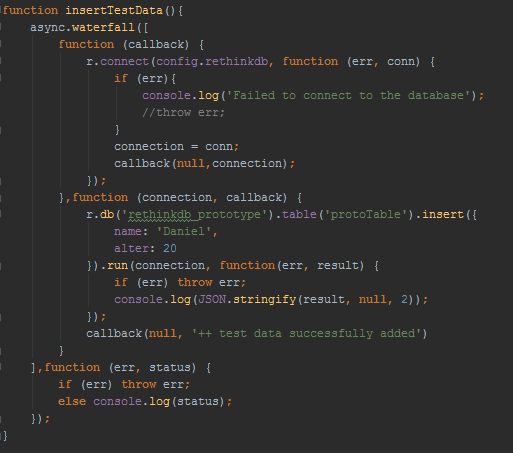 function insertTestData(){
    async.waterfall([
        function (callback) {
            r.connect(config.rethinkdb, function (err, conn) {
                if (err){
                    console.log('Failed to connect to the database');
                    //throw err;
                }
                connection = conn;
                callback(null,connection);
            });
        },function (connection, callback) {
            r.db('rethinkdb_prototype').table('protoTable').insert({
                name: 'Daniel',
                alter: 20
            }).run(connection, function(err, result) {
                if (err) throw err;
                console.log(JSON.stringify(result, null, 2));
            });
            callback(null, '++ test data successfully added')
        }
    ],function (err, status) {
        if (err) throw err;
        else console.log(status);
    });
}